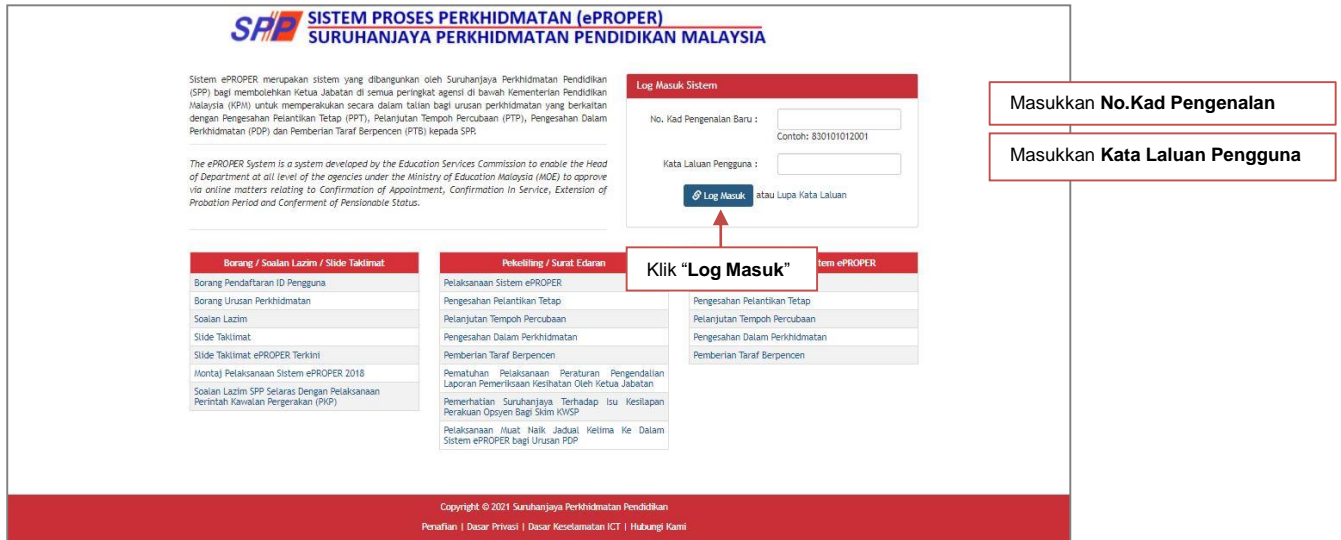 SPP SISTEM PROSES PERKHIDMATAN (ePROPER)
SURUHANJAYA PERKHIDMATAN PENDIDIKAN MALAYSIA
Sistem ePROPER merupakan sistem yang dibangunkan oleh Suruhanjaya Perkhidmatan Pendidikan
(SPP) bagi membolehkan Ketua Jabatan di semua peringkat agensi di bawah Kementerian Pendidikan
Malaysia (KPM) untuk memperakukan secara dalam talian bagi urusan perkhidmatan yang berkaitan
dengan Pengesahan Pelantikan Tetap (PPT), Pelanjutan Tempoh Percubaan (PTP), Pengesahan Dalam
Perkhidmatan (PDP) dan Pemberian Taraf Berpencen (PTB) kepada SPP.
The ePROPER System is a system developed by the Education Services Commission to enable the Head
of Department at all level of the agencies under the Ministry of Education Malaysia (MOE) to approve
via online matters relating to Confirmation of Appointment, Confirmation in Service, Extension of
Probation Period and Conferment of Pensionable Status.
Log Masuk Sistem
No. Kad Pengenalan Baru :
Contoh: 830101012001
Kata Laluan Pengguna :
Log Masuk atau Lupa Kata Laluan
Masukkan No.Kad Pengenalan
Masukkan Kata Laluan Pengguna
Klik “Log Masuk”
Borang / Soalan Lazim / Slide Taklimat
Borang Pendaftaran ID Pengguna
Borang Urusan Perkhidmatan
Soalan Lazim
Slide Taklimat
Slide Taklimat ePROPER Terkini
Montaj Pelaksanaan Sistem ePROPER 2018
Soalan Lazim SPP Selaras Dengan Pelaksanaan
Perintah Kawalan Pergerakan (PKP)
Pekeliling / Surat Edaran
Pelaksanaan Sistem ePROPER
Pengesahan Pelantikan Tetap
Pelanjutan Tempoh Percubaan
Pengesahan Dalam Perkhidmatan
Pemberian Taraf Berpencen
Pematuhan Pelaksanaan Peraturan Pengendalian
Laporan Pemeriksaan Kesihatan Oleh Ketua Jabatan
Pemerhatian Suruhanjaya Terhadap Isu Kesilapan
Perakuan Opsyen Bagi Skim KWSP
Pelaksanaan Muat Naik Jadual Kelima Ke Dalam
Sistem ePROPER bagi Urusan PDP
ePROPER
Pengesahan Pelantikan Tetap
Pelanjutan Tempoh Percubaan
Pengesahan Dalam Perkhidmatan
Pemberian Taraf Berpencen
Copyright © 2021 Suruhanjaya Perkhidmatan Pendidikan
Penafian | Dasar Privasi | Dasar Keselamatan ICT | Hubungi Kami